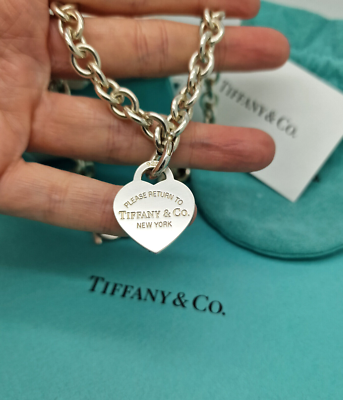 TIFFANY & CO.
PLEASE RETURN TO
TIFFANY & CO.
NEW YORK
TIFFANY & CO.